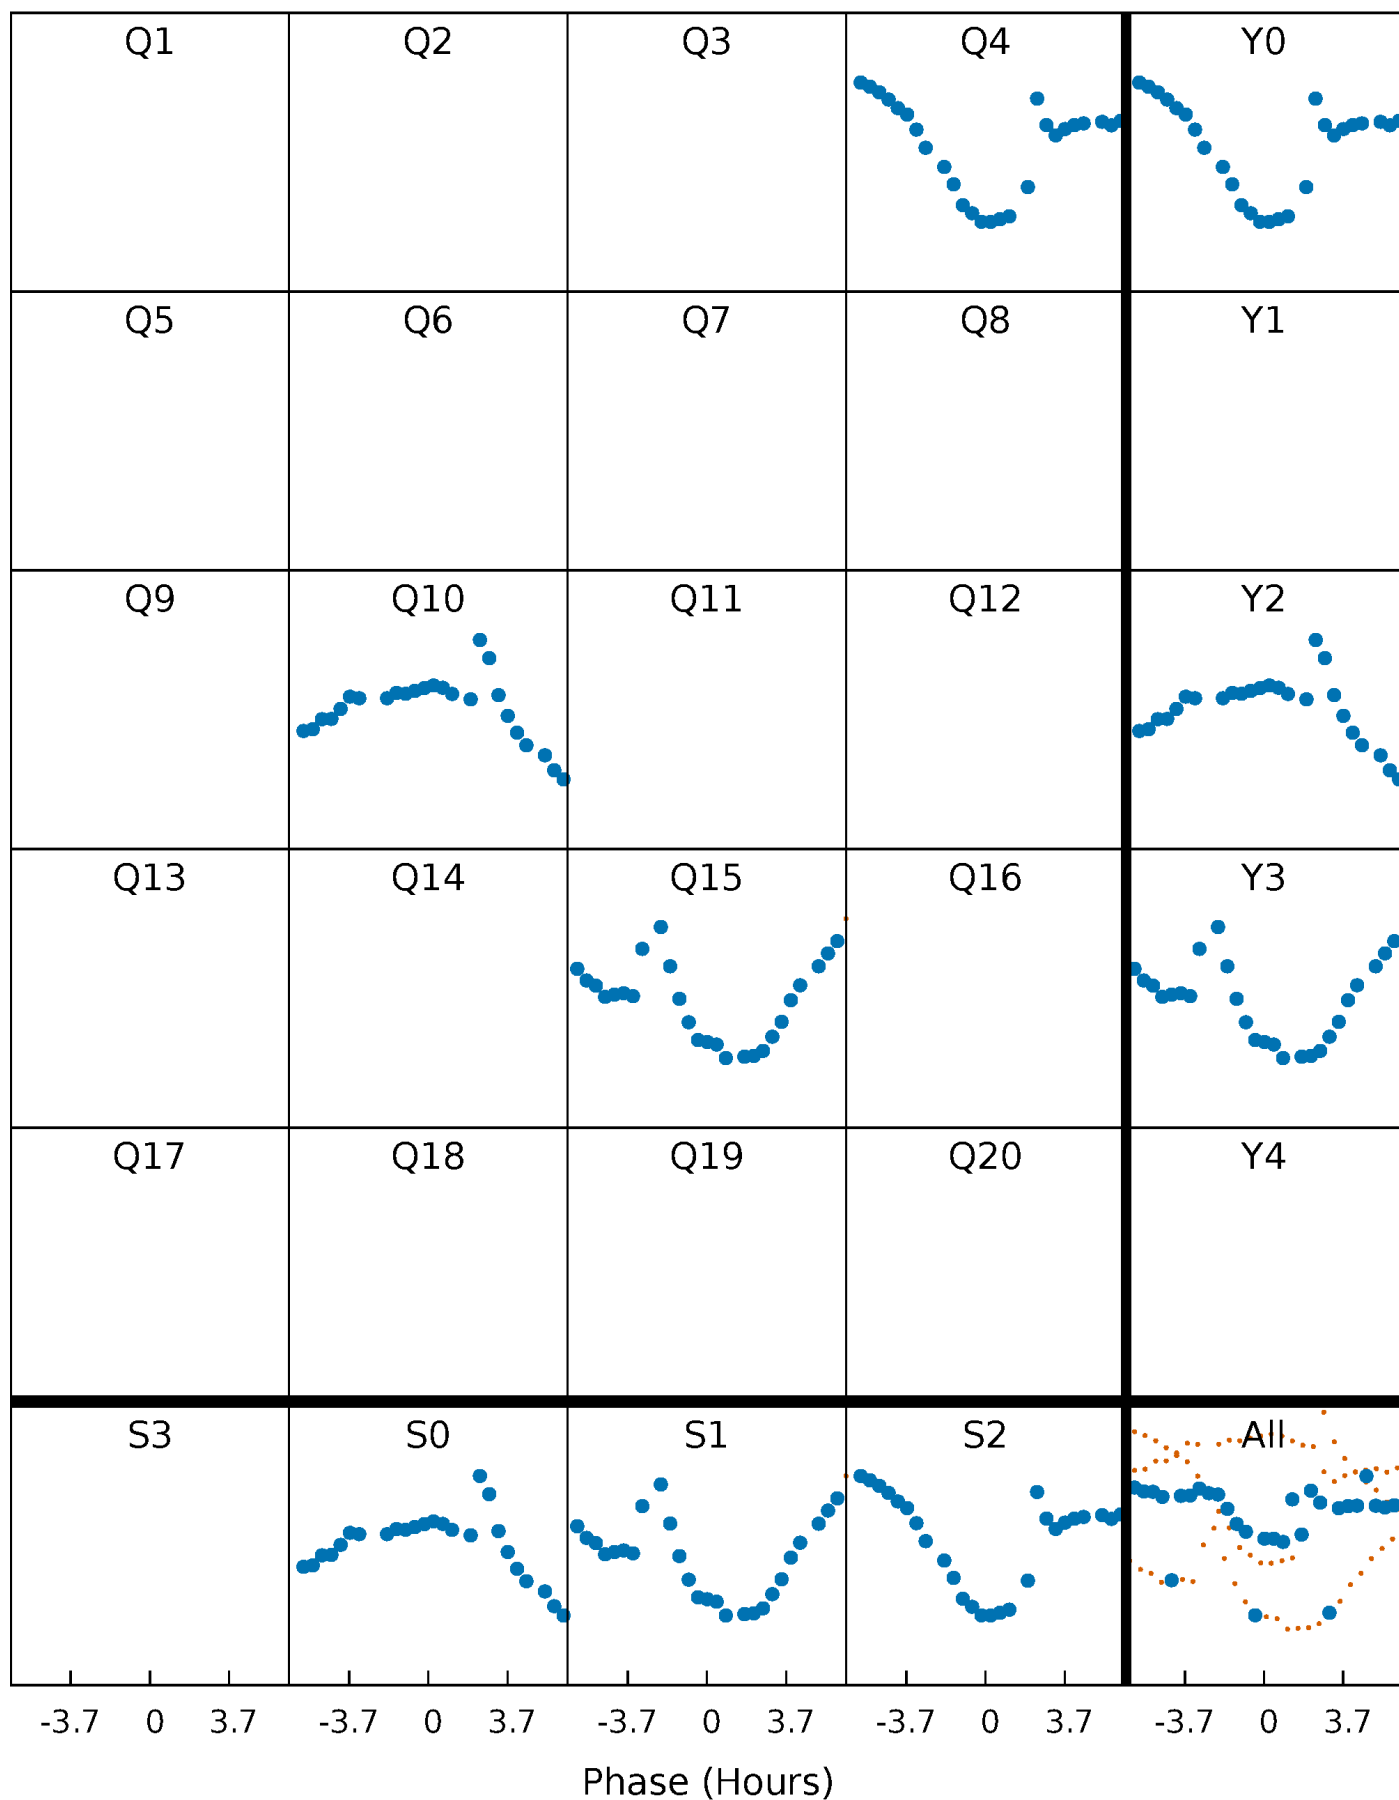 Q1 Q2 Q3 Q4 Y0
Q5 Q6 Q7 Q8 Y1
Q9 Q10 Q11 Q12 Y2
Q13 Q14 Q15 Q16 Y3
Q17 Q18 Q19 Q20 Y4
S3 S0 S1 S2 All
-3.7 0 3.7 -3.7 0 3.7 -3.7 0 3.7 -3.7 0 3.7 -3.7 0 3.7
Phase (Hours)